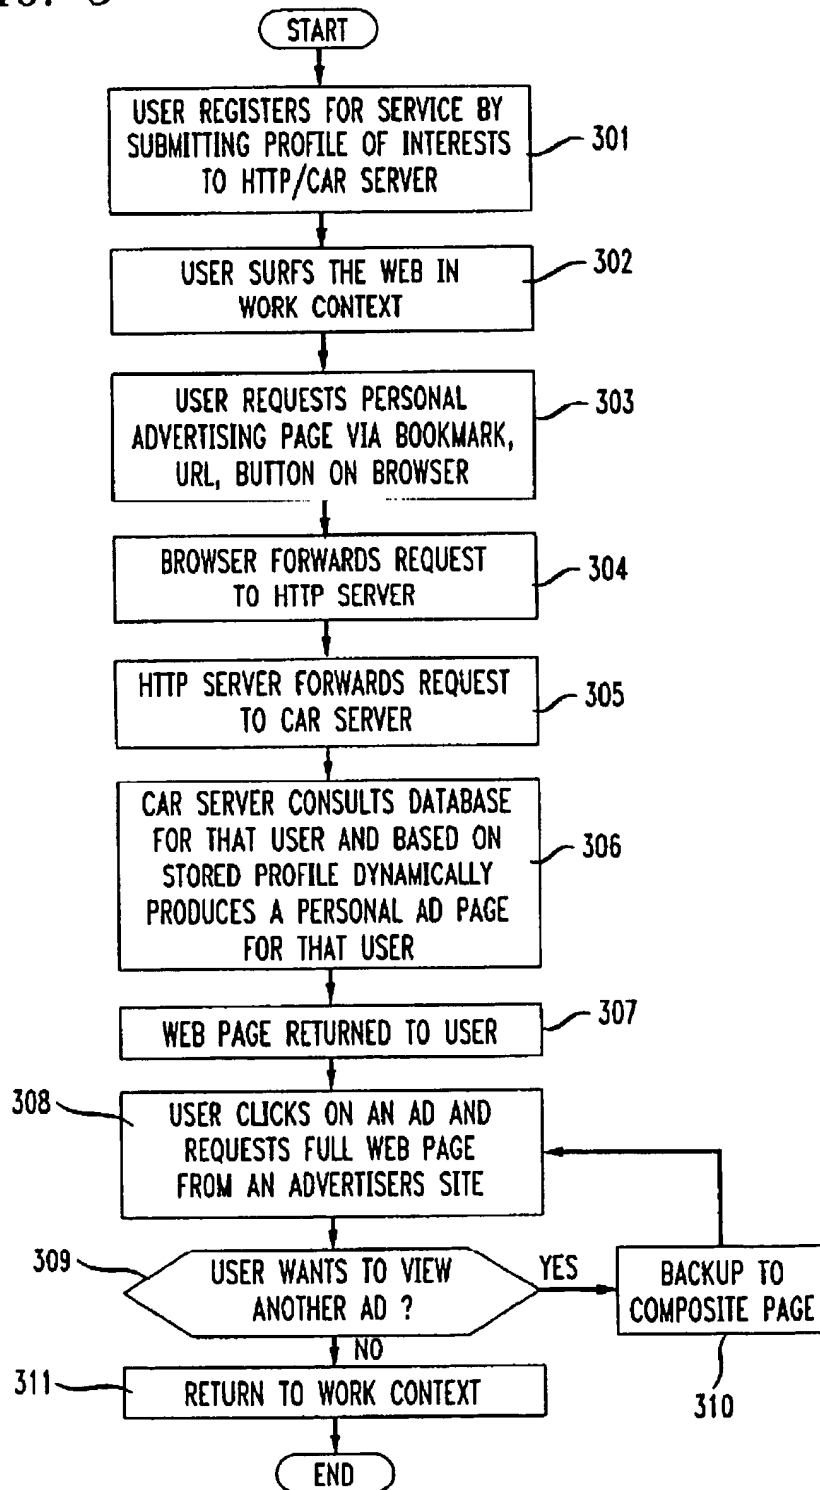 START
USER REGISTERS FOR SERVICE BY
SUBMITTING PROFILE OF INTERESTS
TO HTTP/CAR SERVER
301
USER SURFS THE WEB IN
WORK CONTEXT
302
USER REQUESTS PERSONAL
ADVERTISING PAGE VIA BOOKMARK,
URL, BUTTON ON BROWSER
303
BROWSER FORWARDS REQUEST
TO HTTP SERVER
304
HTTP SERVER FORWARDS REQUEST
TO CAR SERVER
305
CAR SERVER CONSULTS DATABASE
FOR THAT USER AND BASED ON
STORED PROFILE DYNAMICALLY
PRODUCES A PERSONAL AD PAGE
FOR THAT USER
306
WEB PAGE RETURNED TO USER
307
308
USER CLICKS ON AN AD AND
REQUESTS FULL WEB PAGE
FROM AN ADVERTISERS SITE
309
USER WANTS TO VIEW
ANOTHER AD ?
YES
BACKUP TO
COMPOSITE PAGE
310
NO
311
RETURN TO WORK CONTEXT
END